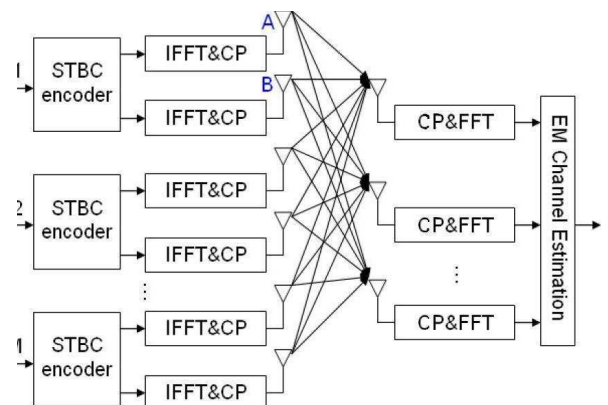 A
STBC
encoder
IFFT&CP
B
IFFT&CP
CP&FFT
2
STBC
encoder
IFFT&CP
IFFT&CP
CP&FFT
...
...
STBC
encoder
IFFT&CP
IFFT&CP
CP&FFT
EM Channel Estimation